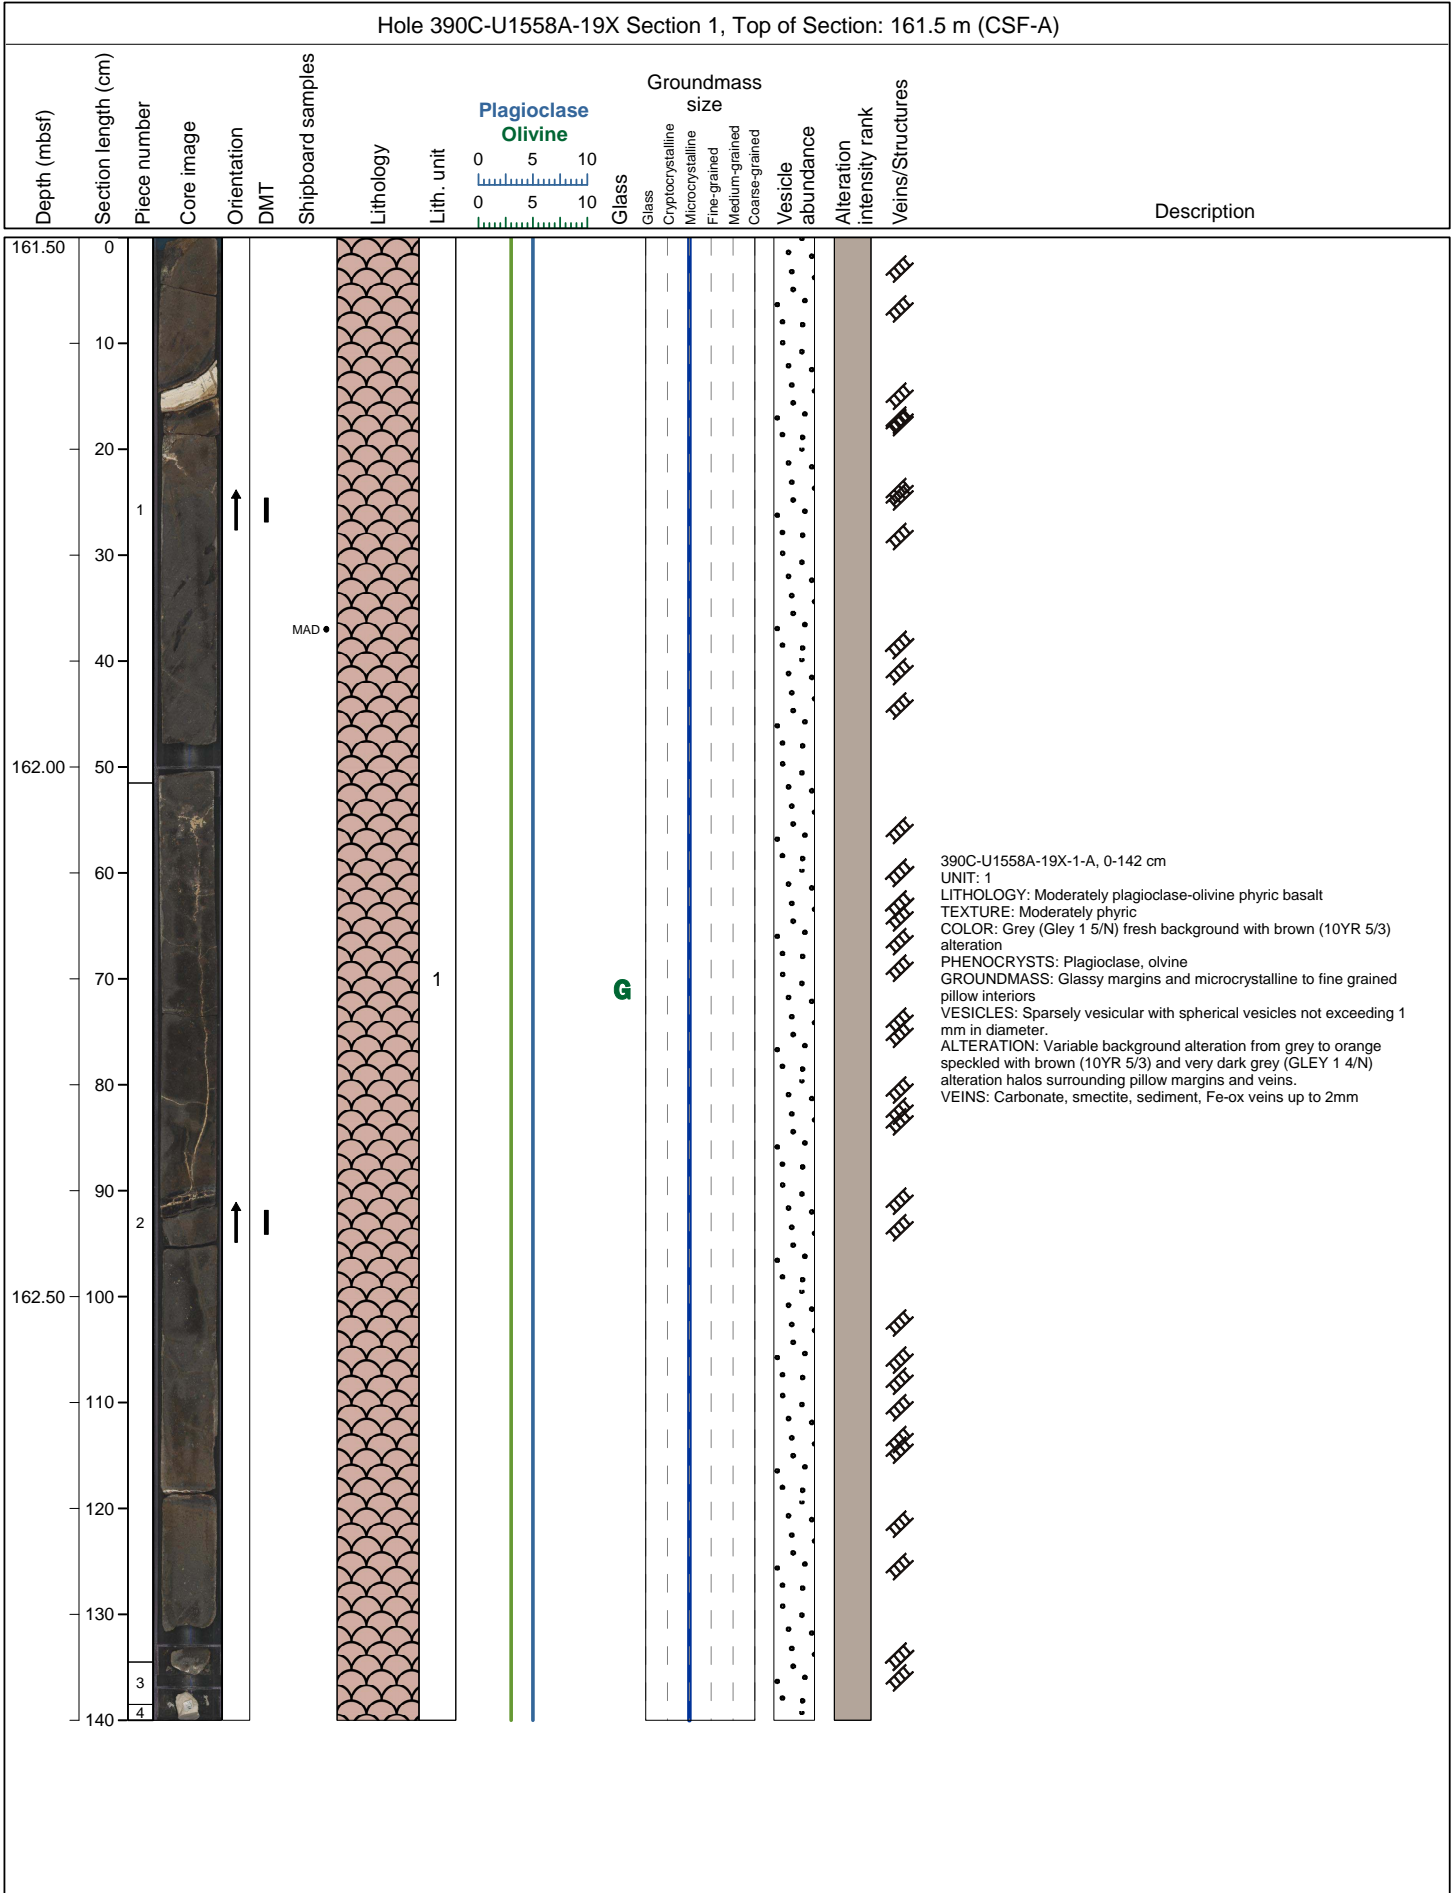 Hole 390C-U1558A-19X Section 1, Top of Section: 161.5 m (CSF-A)
Depth (mbsf)
Section length (cm)
Piece number
Core image
Orientation
DMT
Shipboard samples
Lithology
Lith. unit
Plagioclase
Olivine
0 5 10
0 5 10
Glass
Groundmass
size
Glass
Cryptocrystalline
Microcrystalline
Fine-grained
Medium-grained
Coarse-grained
Vesicle
abundance
Alteration
intensity rank
Veins/Structures
Description
161.50
0
10
20
1
30
MAD
40
162.00
50
60
70
1
G
80
90
2
162.50
100
110
120
130
3
4
140
390C-U1558A-19X-1-A, 0-142 cm
UNIT: 1
LITHOLOGY: Moderately plagioclase-olivine phyric basalt
TEXTURE: Moderately phyric
COLOR: Grey (Gley 1 5/N) fresh background with brown (10YR 5/3)
alteration
PHENOCRYSTS: Plagioclase, olvine
GROUNDMASS: Glassy margins and microcrystalline to fine grained
pillow interiors
VESICLES: Sparsely vesicular with spherical vesicles not exceeding 1
mm in diameter.
ALTERATION: Variable background alteration from grey to orange
speckled with brown (10YR 5/3) and very dark grey (GLEY 1 4/N)
alteration halos surrounding pillow margins and veins.
VEINS: Carbonate, smectite, sediment, Fe-ox veins up to 2mm